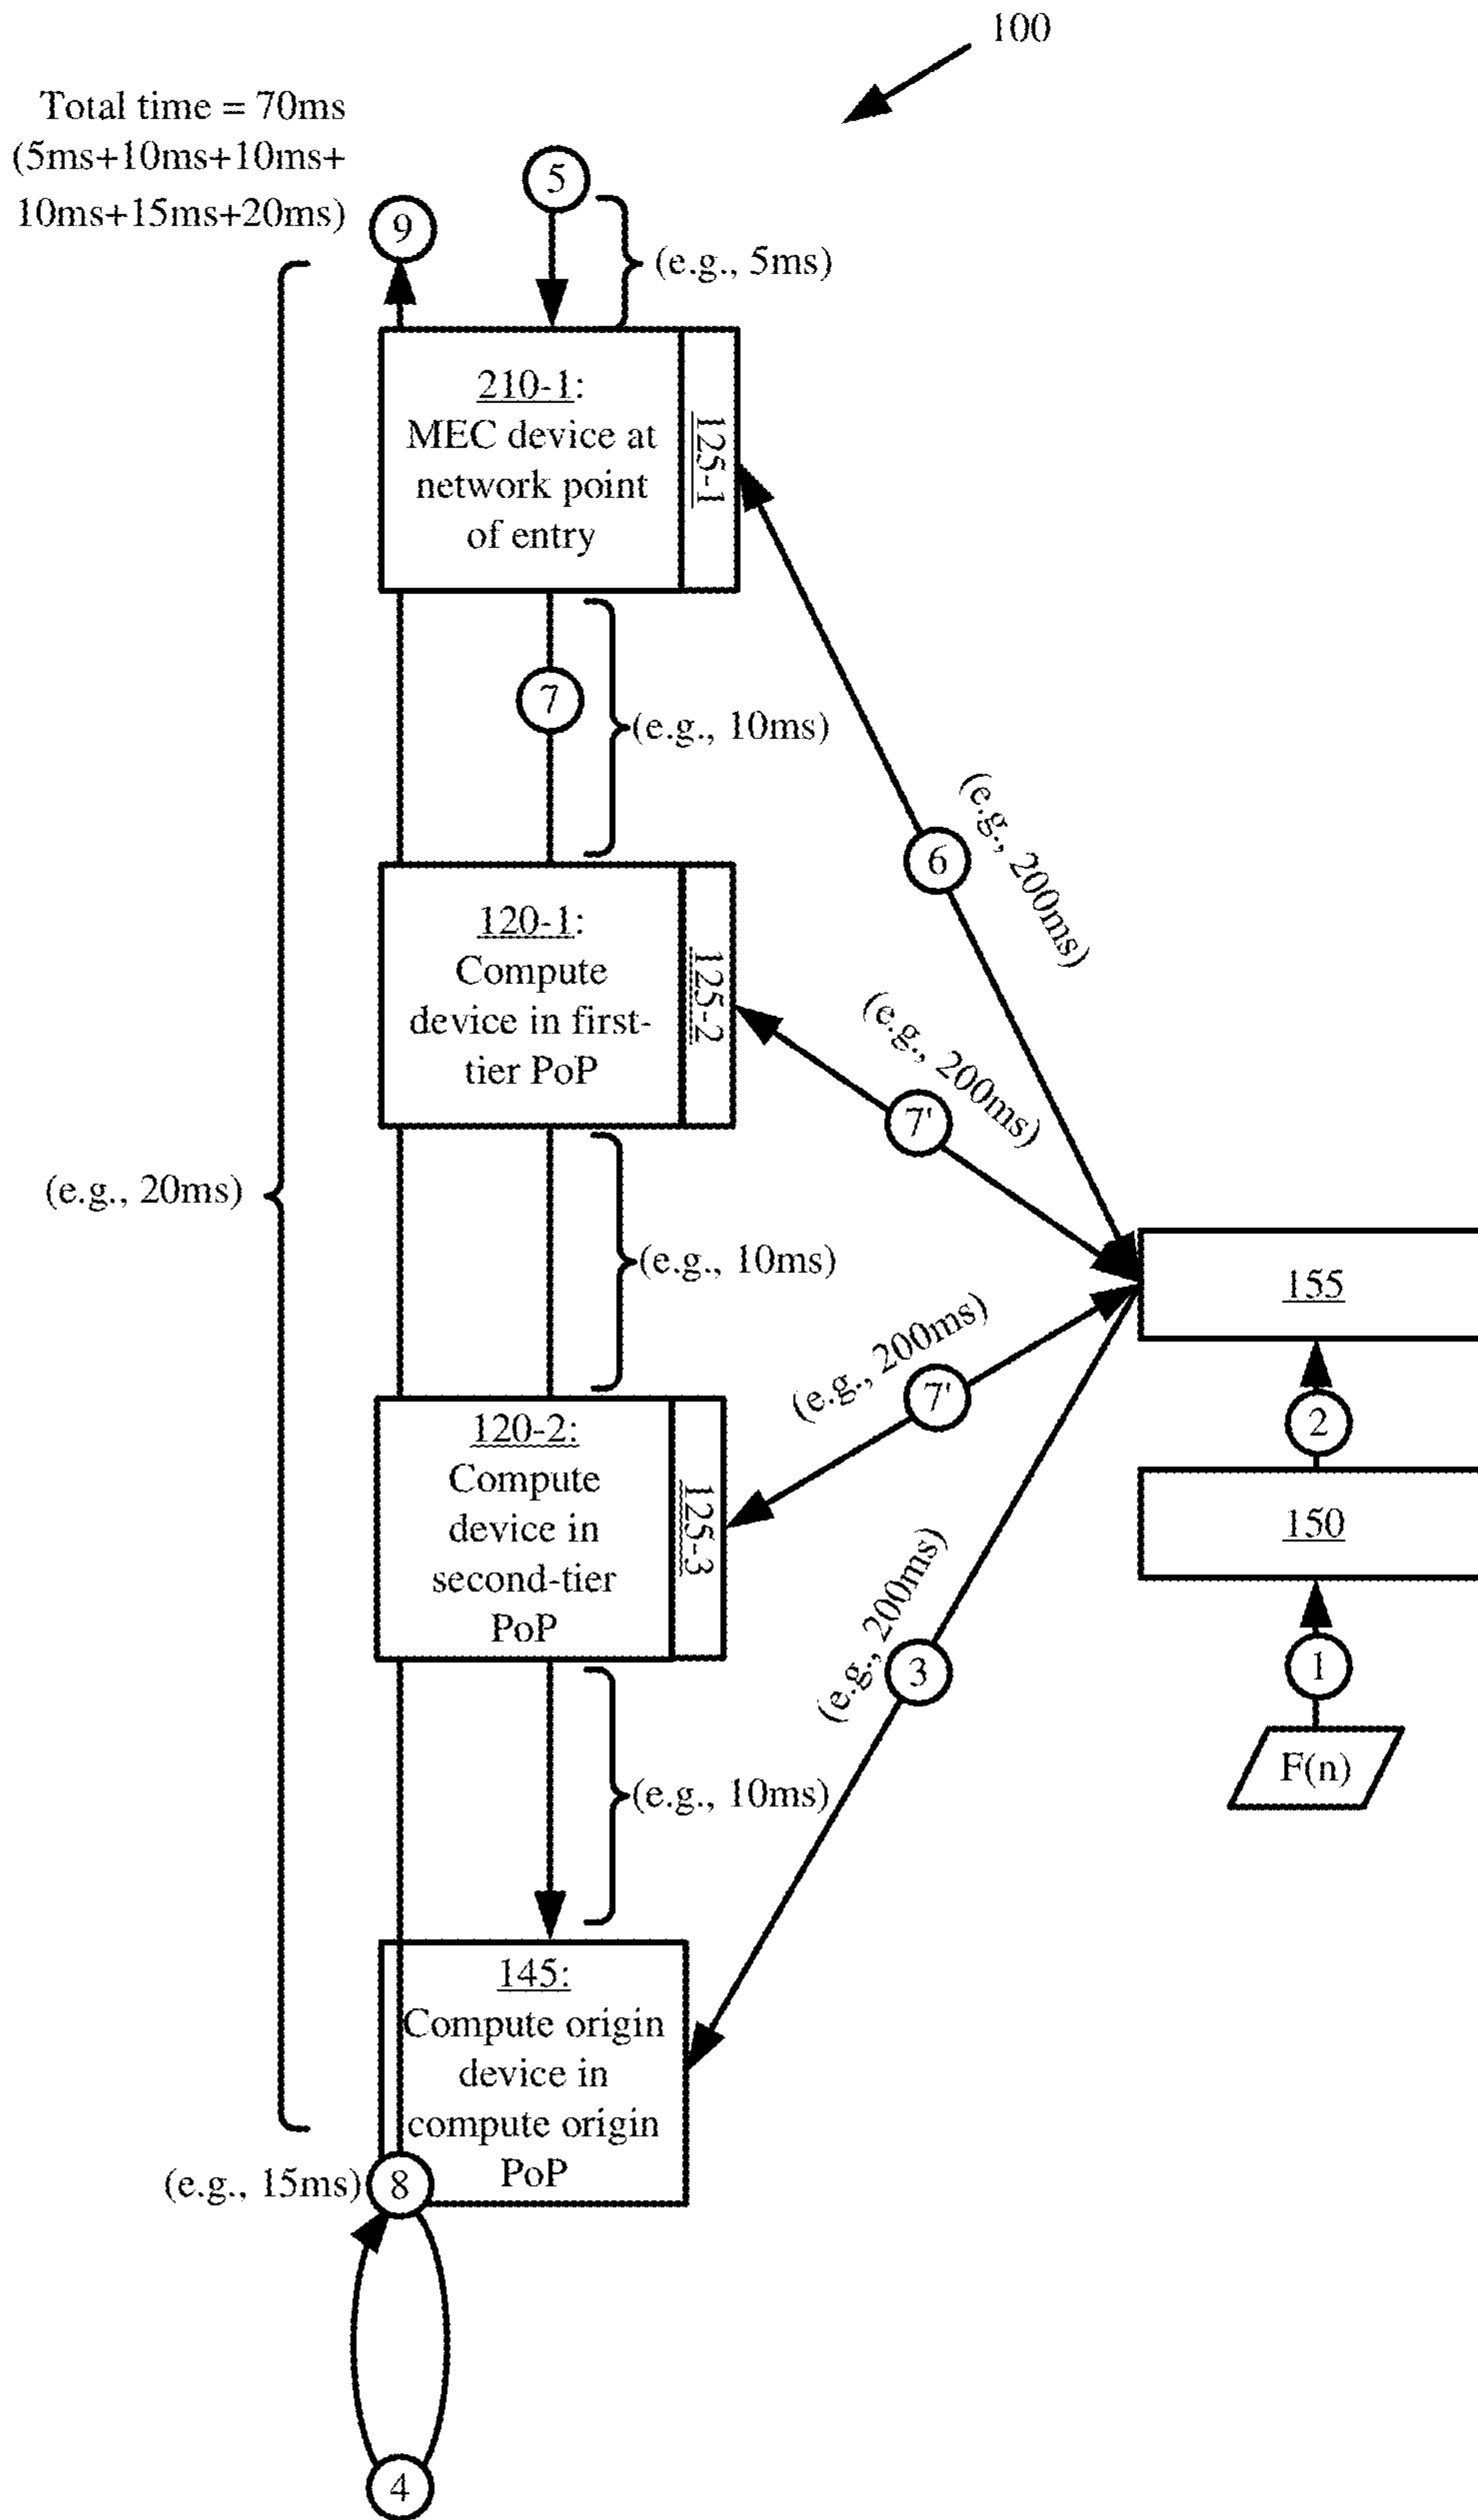 100
Total time = 70ms
(5ms+10ms+10ms+
10ms+15ms+20ms)
5
9
(e.g., 5ms)
210-1:
MEC device at
network point
of entry
125-1
7
(e.g., 10ms)
6
(e.g., 200ms)
120-1:
Compute
device in first-
tier PoP
125-2
(e.g., 200ms)
7'
(e.g., 20ms)
(e.g., 10ms)
155
(e.g., 200ms)
7'
2
120-2:
Compute
device in
second-tier
PoP
125-3
150
(e.g., 200ms)
3
1
F(n)
(e.g., 10ms)
145:
Compute origin
device in
compute origin
PoP
(e.g., 15ms)
8
4